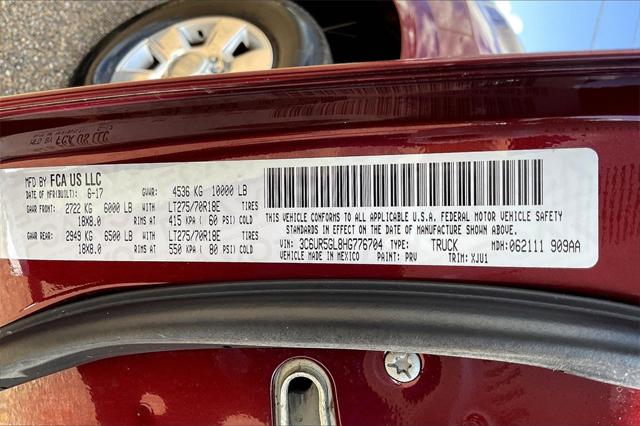 MFD BY FCA US LLC
DATE OF MFR(BUILT): 6-17
GVWR: 4536 KG 10000 LB
GAWR FRONT: 2722 KG 6000 LB WITH LT275/70R18E TIRES
18X8.0 RIMS AT 415 KPA ( 60 PSI) COLD
GAWR REAR: 2949 KG 6500 LB WITH LT275/70R18E TIRES
18X8.0 RIMS AT 550 KPA ( 80 PSI) COLD
THIS VEHICLE CONFORMS TO ALL APPLICABLE U.S.A. FEDERAL MOTOR VEHICLE SAFETY
STANDARDS IN EFFECT ON THE DATE OF MANUFACTURE SHOWN ABOVE.
VIN: 3C6UR5GL8HG776704 TYPE: TRUCK MDH: 062111 909AA
VEHICLE MADE IN MEXICO PAINT: PRV TRIM: XJU1